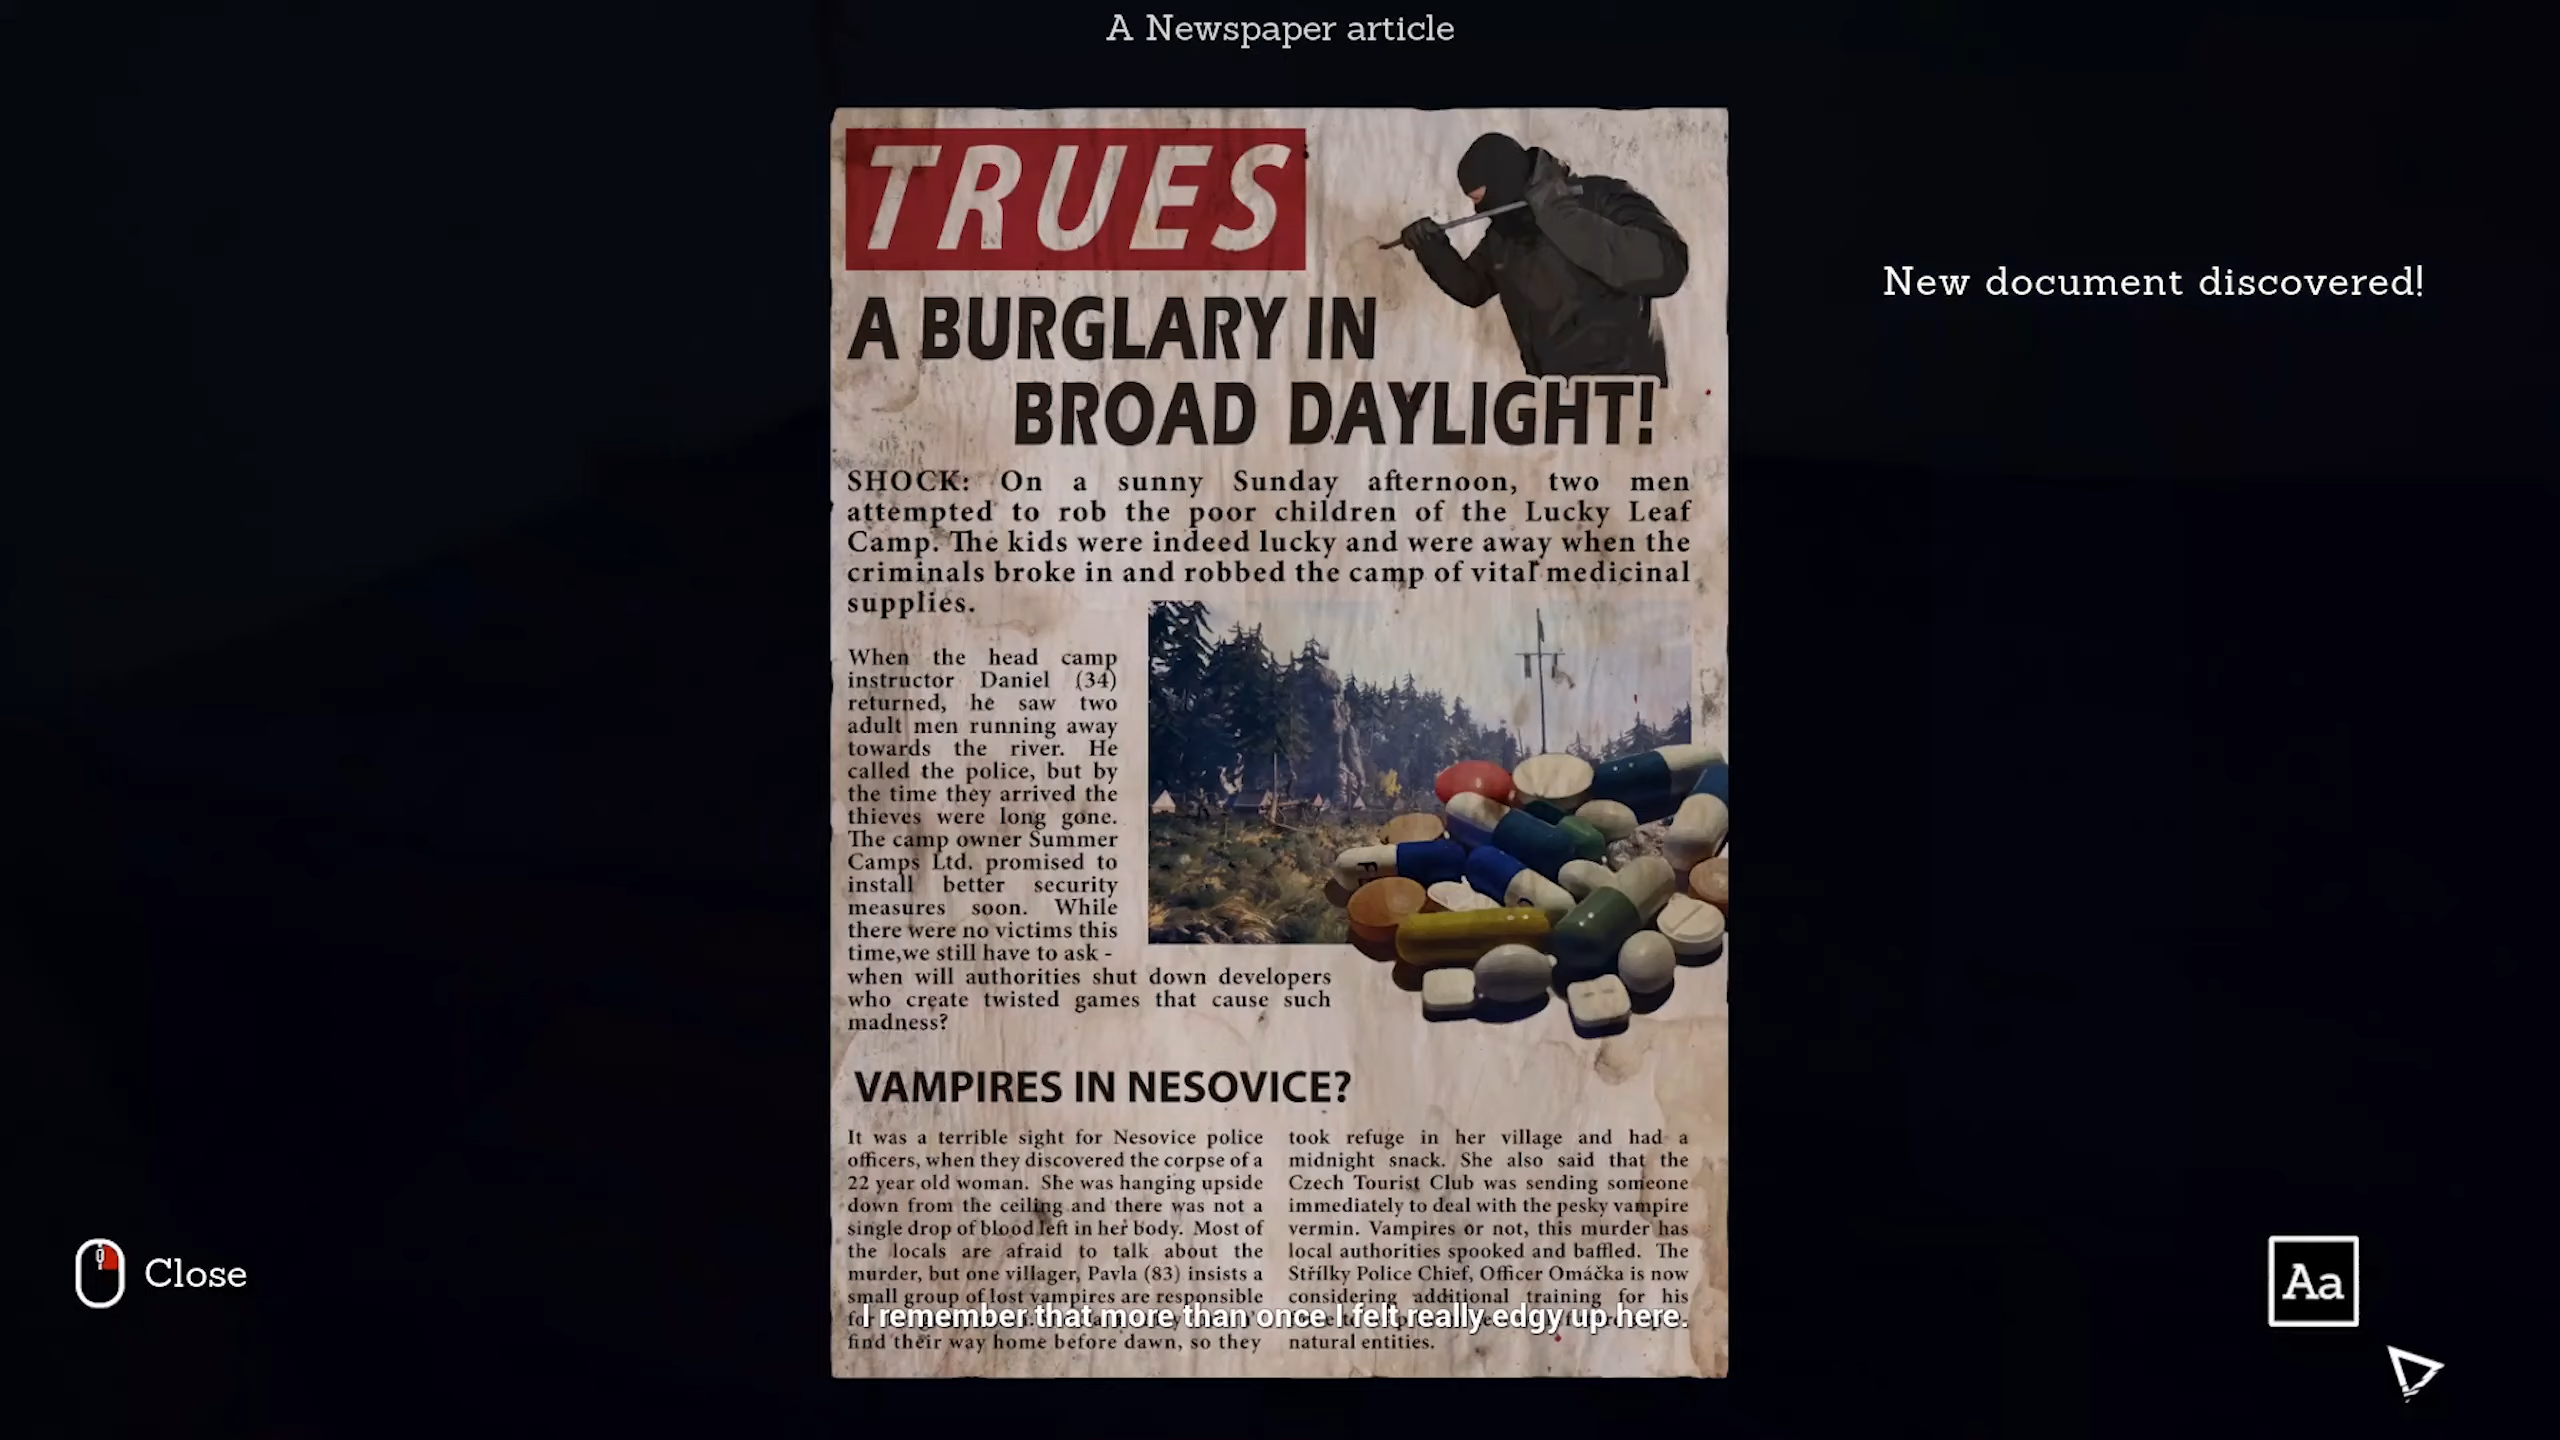 A Newspaper article
TRUES
A BURGLARY IN
BROAD DAYLIGHT!
New document discovered!
SHOCK: On a sunny Sunday afternoon, two men
attempted to rob the poor children of the Lucky Leaf
Camp. The kids were indeed lucky and were away when the
criminals broke in and robbed the camp of vital medicinal
supplies.
When the head camp
instructor Daniel (34)
returned, he saw two
adult men running away
towards the river. He
called the police, but by
the time they arrived the
thieves were long gone.
The camp owner Summer
Camps Ltd. promised to
install better security
measures soon. While
there were no victims this
time,we still have to ask -
when will authorities shut down developers
who create twisted games that cause such
madness?
VAMPIRES IN NESOVICE?
It was a terrible sight for Nesovice police
officers, when they discovered the corpse of a
22 year old woman. She was hanging upside
down from the ceiling and there was not a
single drop of blood left in her body. Most of
the locals are afraid to talk about the
murder, but one villager, Pavla (83) insists a
small group of lost vampires are responsible
find their way home before dawn, so they
took refuge in her village and had a
midnight snack. She also said that the
Czech Tourist Club was sending someone
immediately to deal with the pesky vampire
vermin. Vampires or not, this murder has
local authorities spooked and baffled. The
Střílky Police Chief, Officer Omáčka is now
considering additional training for his
natural entities.
I remember that more than once I felt really edgy up here.
Close
Aa